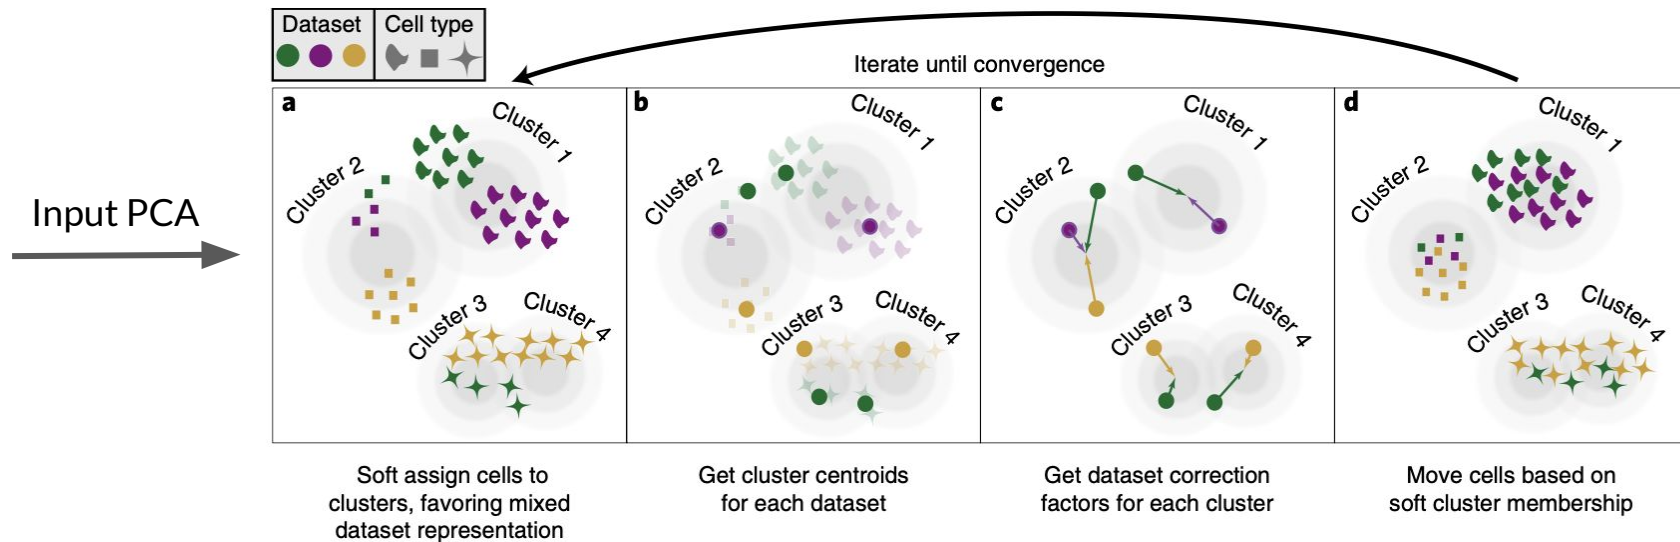 Dataset
Cell type
Iterate until convergence
Input PCA
a
Cluster 1
Cluster 2
Cluster 3
Cluster 4
b
Cluster 1
Cluster 2
Cluster 3
Cluster 4
c
Cluster 1
Cluster 2
Cluster 3
Cluster 4
d
Cluster 1
Cluster 2
Cluster 3
Cluster 4
Soft assign cells to
clusters, favoring mixed
dataset representation
Get cluster centroids
for each dataset
Get dataset correction
factors for each cluster
Move cells based on
soft cluster membership